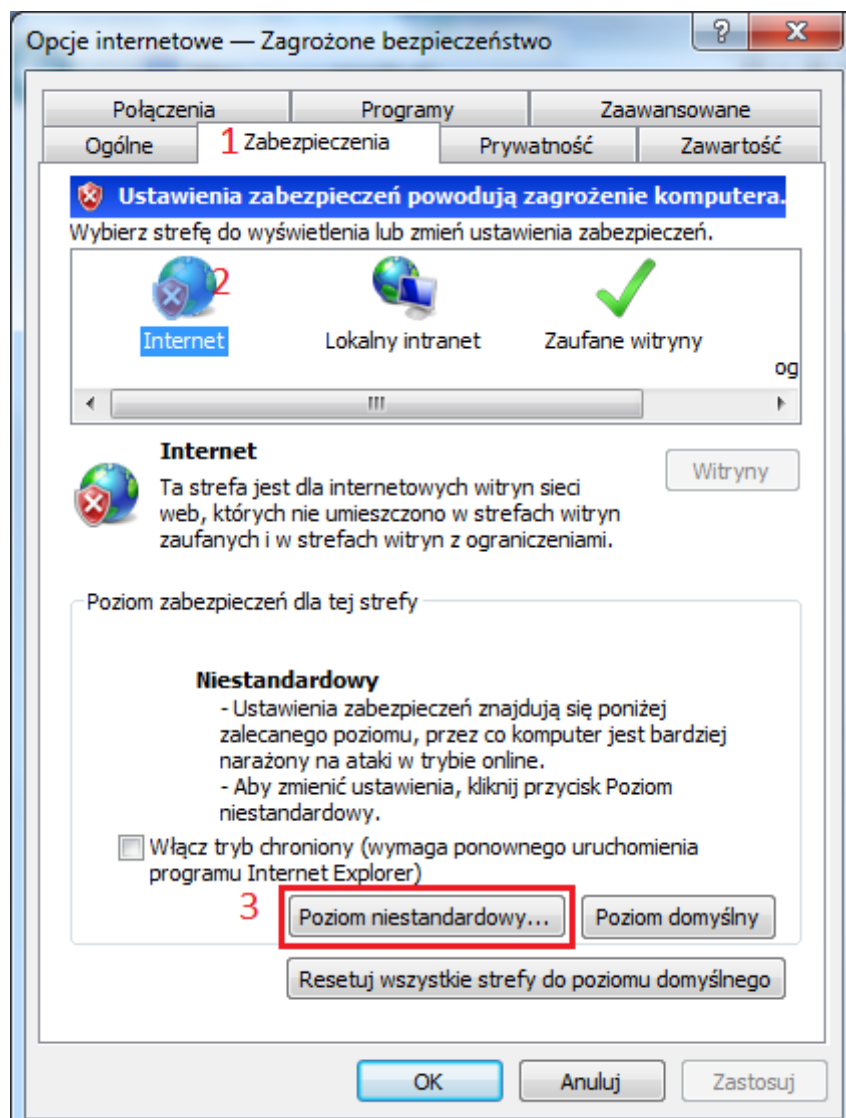 Opcje internetowe — Zagrożone bezpieczeństwo
?
Połączenia Programy Zaawansowane
Ogólne 1 Zabezpieczenia Prywatność Zawartość
Ustawienia zabezpieczeń powodują zagrożenie komputera.
Wybierz strefę do wyświetlenia lub zmień ustawienia zabezpieczeń.
2
Internet Lokalny intranet Zaufane witryny
og
Internet
Witryny
Ta strefa jest dla internetowych witryn sieci
web, których nie umieszczono w strefach witryn
zaufanych i w strefach witryn z ograniczeniami.
Poziom zabezpieczeń dla tej strefy
Niestandardowy
- Ustawienia zabezpieczeń znajdują się poniżej
zalecanego poziomu, przez co komputer jest bardziej
narażony na ataki w trybie online.
- Aby zmienić ustawienia, kliknij przycisk Poziom
niestandardowy.
Włącz tryb chroniony (wymaga ponownego uruchomienia
programu Internet Explorer)
3 Poziom niestandardowy... Poziom domyślny
Resetuj wszystkie strefy do poziomu domyślnego
OK Anuluj Zastosuj